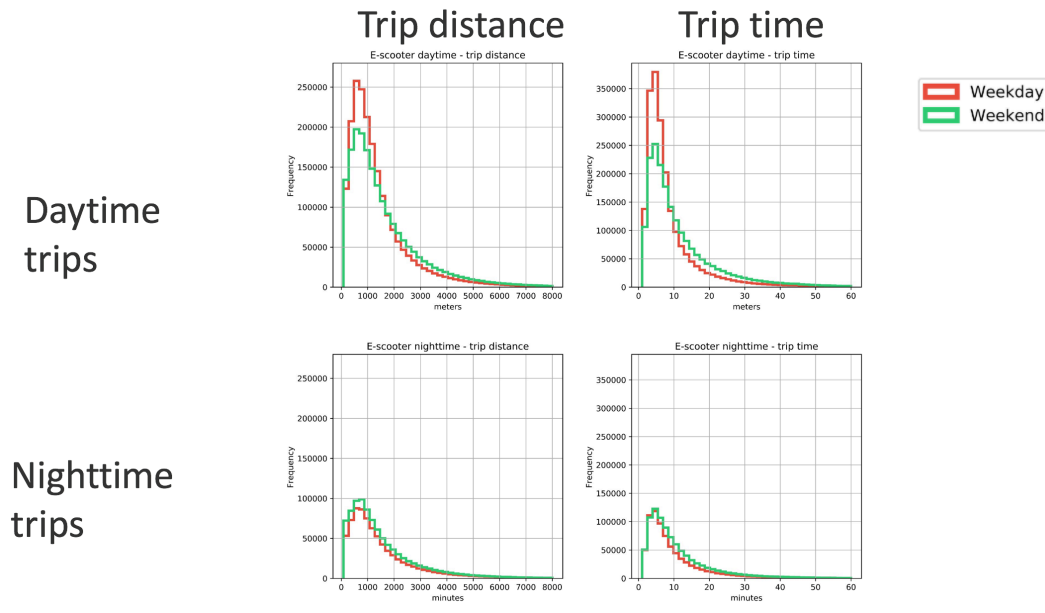 Trip distance
Trip time
E-scooter daytime - trip distance
E-scooter daytime - trip time
Weekday
Weekend
Daytime
trips
Frequency
250000
200000
150000
100000
50000
0
0 1000 2000 3000 4000 5000 6000 7000 8000
meters
Frequency
350000
300000
250000
200000
150000
100000
50000
0
0 10 20 30 40 50 60
meters
Nighttime
trips
E-scooter nighttime - trip distance
Frequency
250000
200000
150000
100000
50000
0
0 1000 2000 3000 4000 5000 6000 7000 8000
minutes
E-scooter nighttime - trip time
Frequency
350000
300000
250000
200000
150000
100000
50000
0
0 10 20 30 40 50 60
minutes